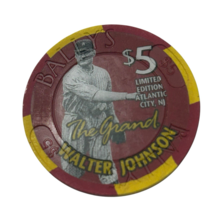 BALLY'S
$5
LIMITED
EDITION
ATLANTIC
CITY, NJ
The Grand
WALTER JOHNSON